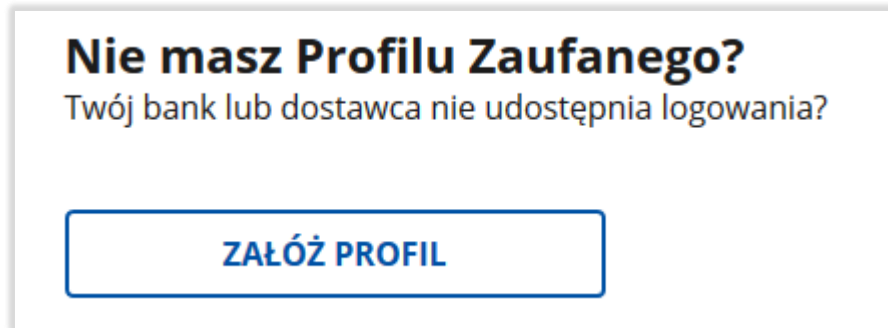 Nie masz Profilu Zaufanego?
Twój bank lub dostawca nie udostępnia logowania?
ZAŁÓŻ PROFIL